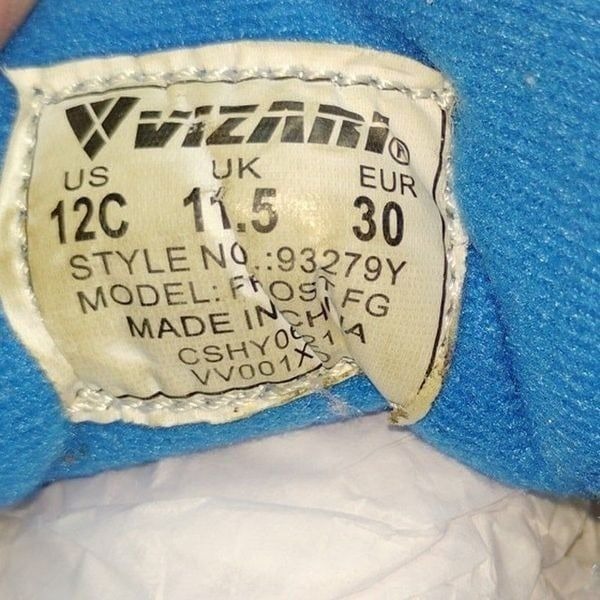 VIZARI®
US UK EUR
12C 11.5 30
STYLE NO.:93279Y
MODEL: FROST FG
MADE IN CHINA